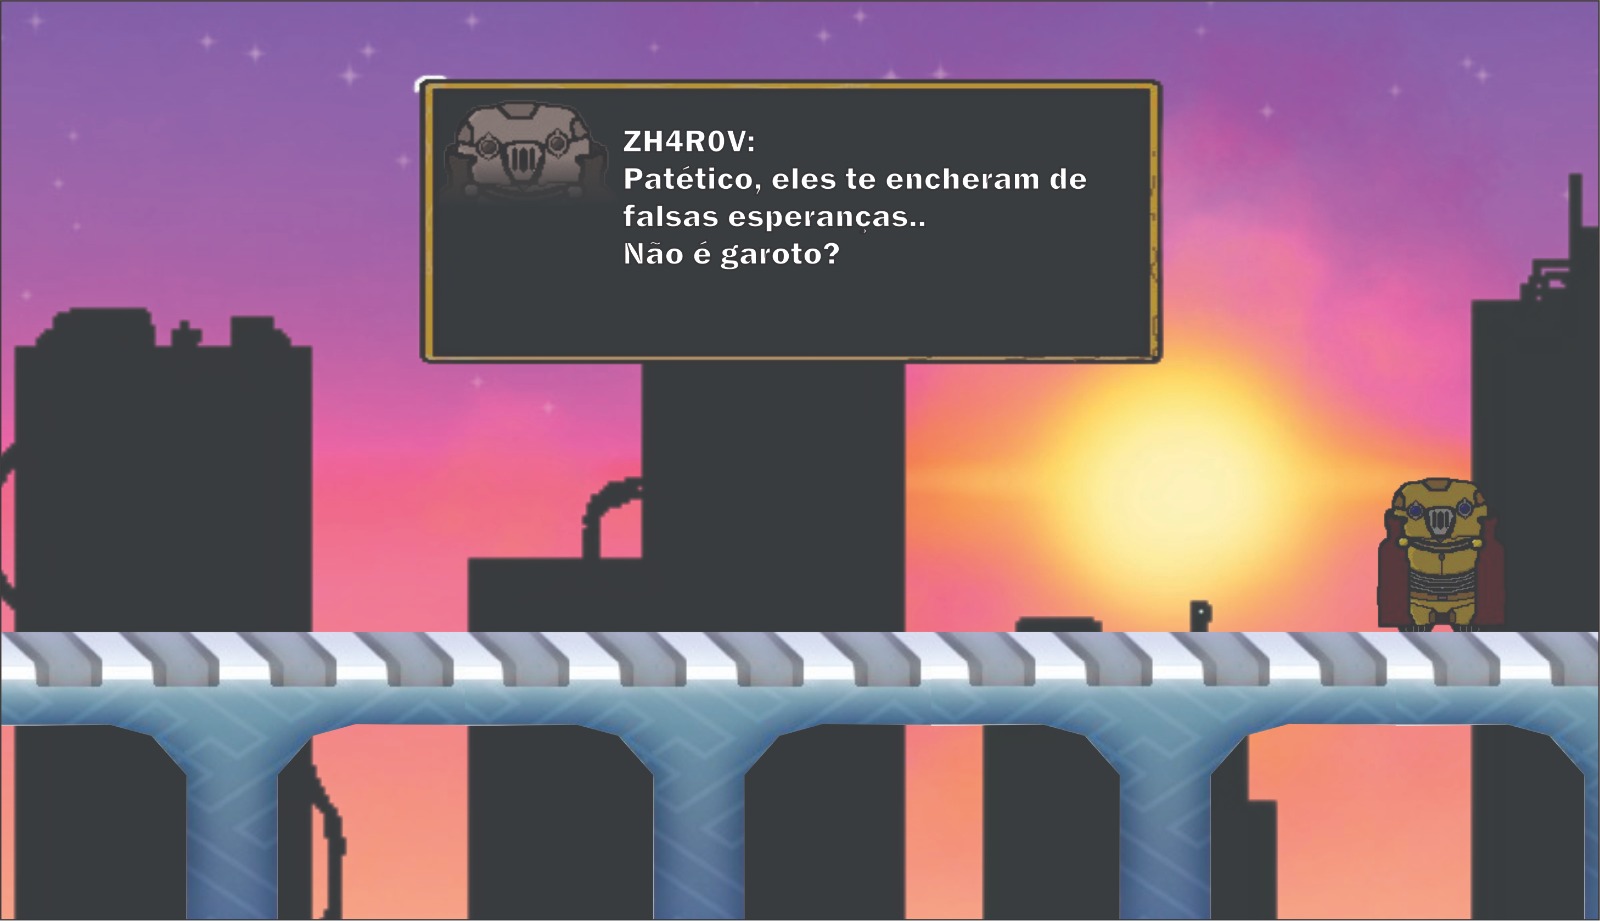 ZH4R0V:
Patético, eles te encheram de
falsas esperanças..
Não é garoto?